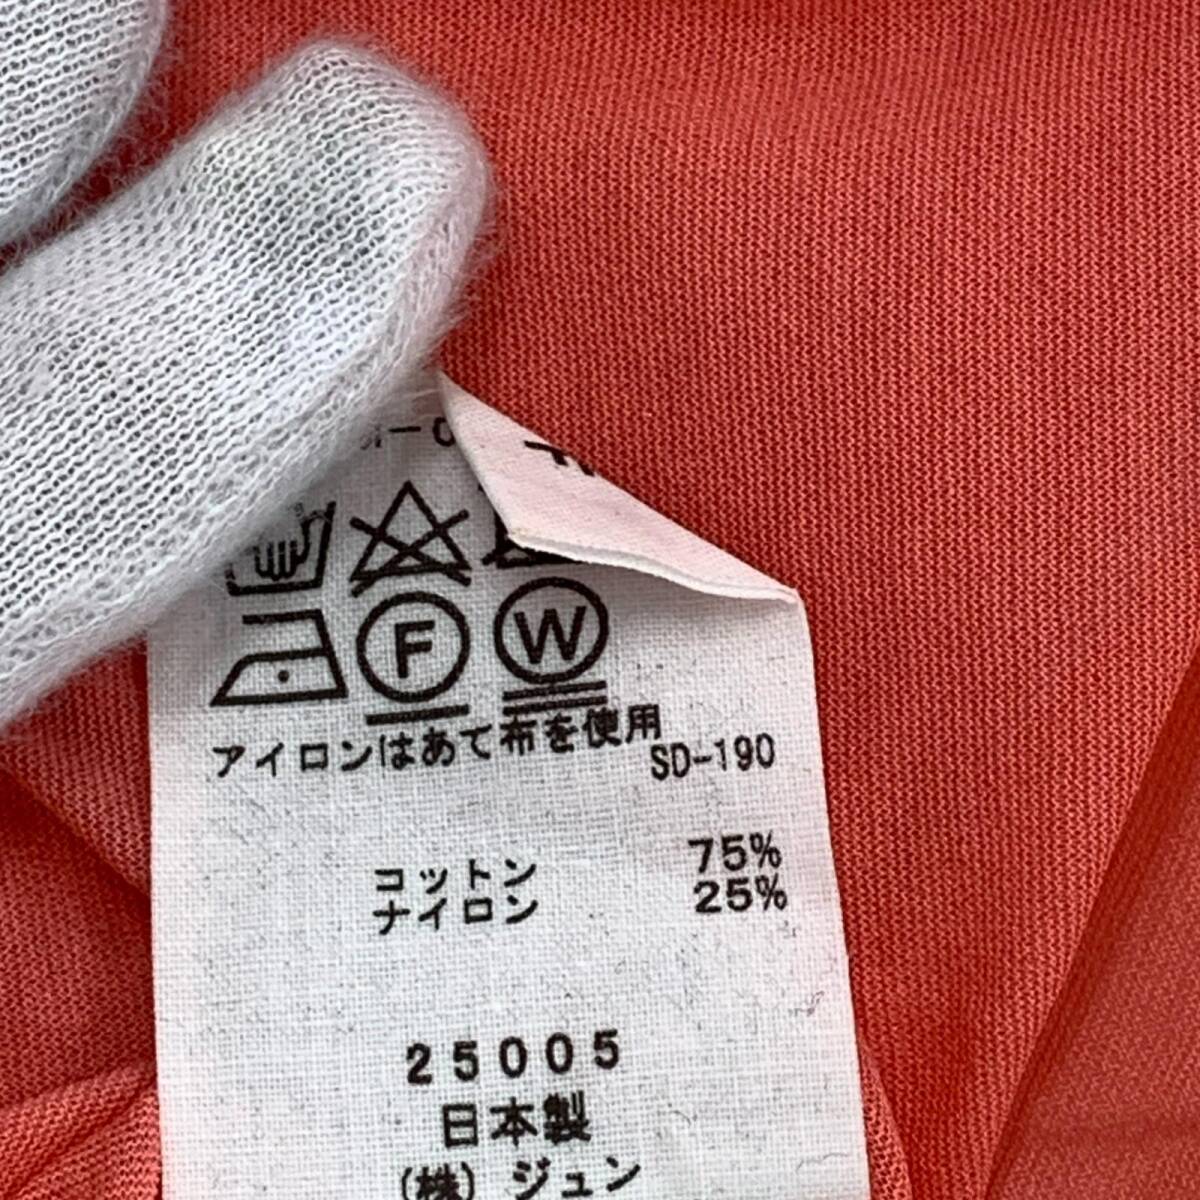 F W
アイロンはあて布を使用
SD-190
コットン 75%
ナイロン 25%
25005
日本製
(株) ジュン